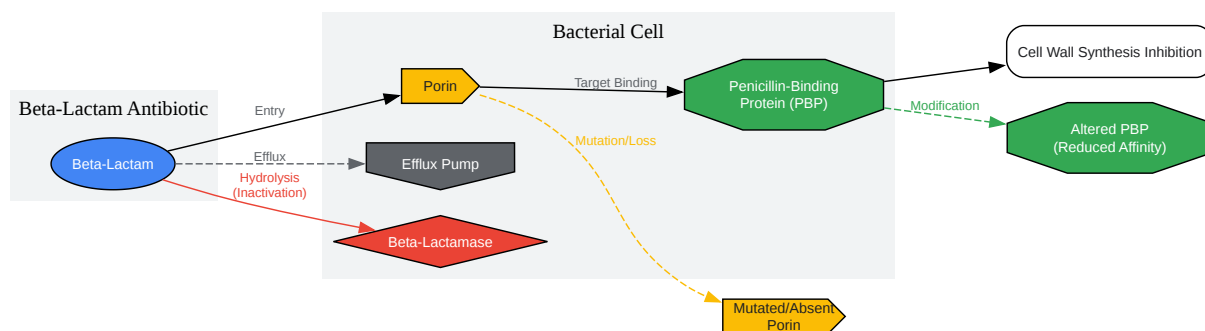 Bacterial Cell
Beta-Lactam Antibiotic
Beta-Lactam
Entry
Efflux
Hydrolysis
(Inactivation)
Porin
Efflux Pump
Beta-Lactamase
Target Binding
Mutation/Loss
Penicillin-Binding
Protein (PBP)
Modification
Cell Wall Synthesis Inhibition
Altered PBP
(Reduced Affinity)
Mutated/Absent
Porin